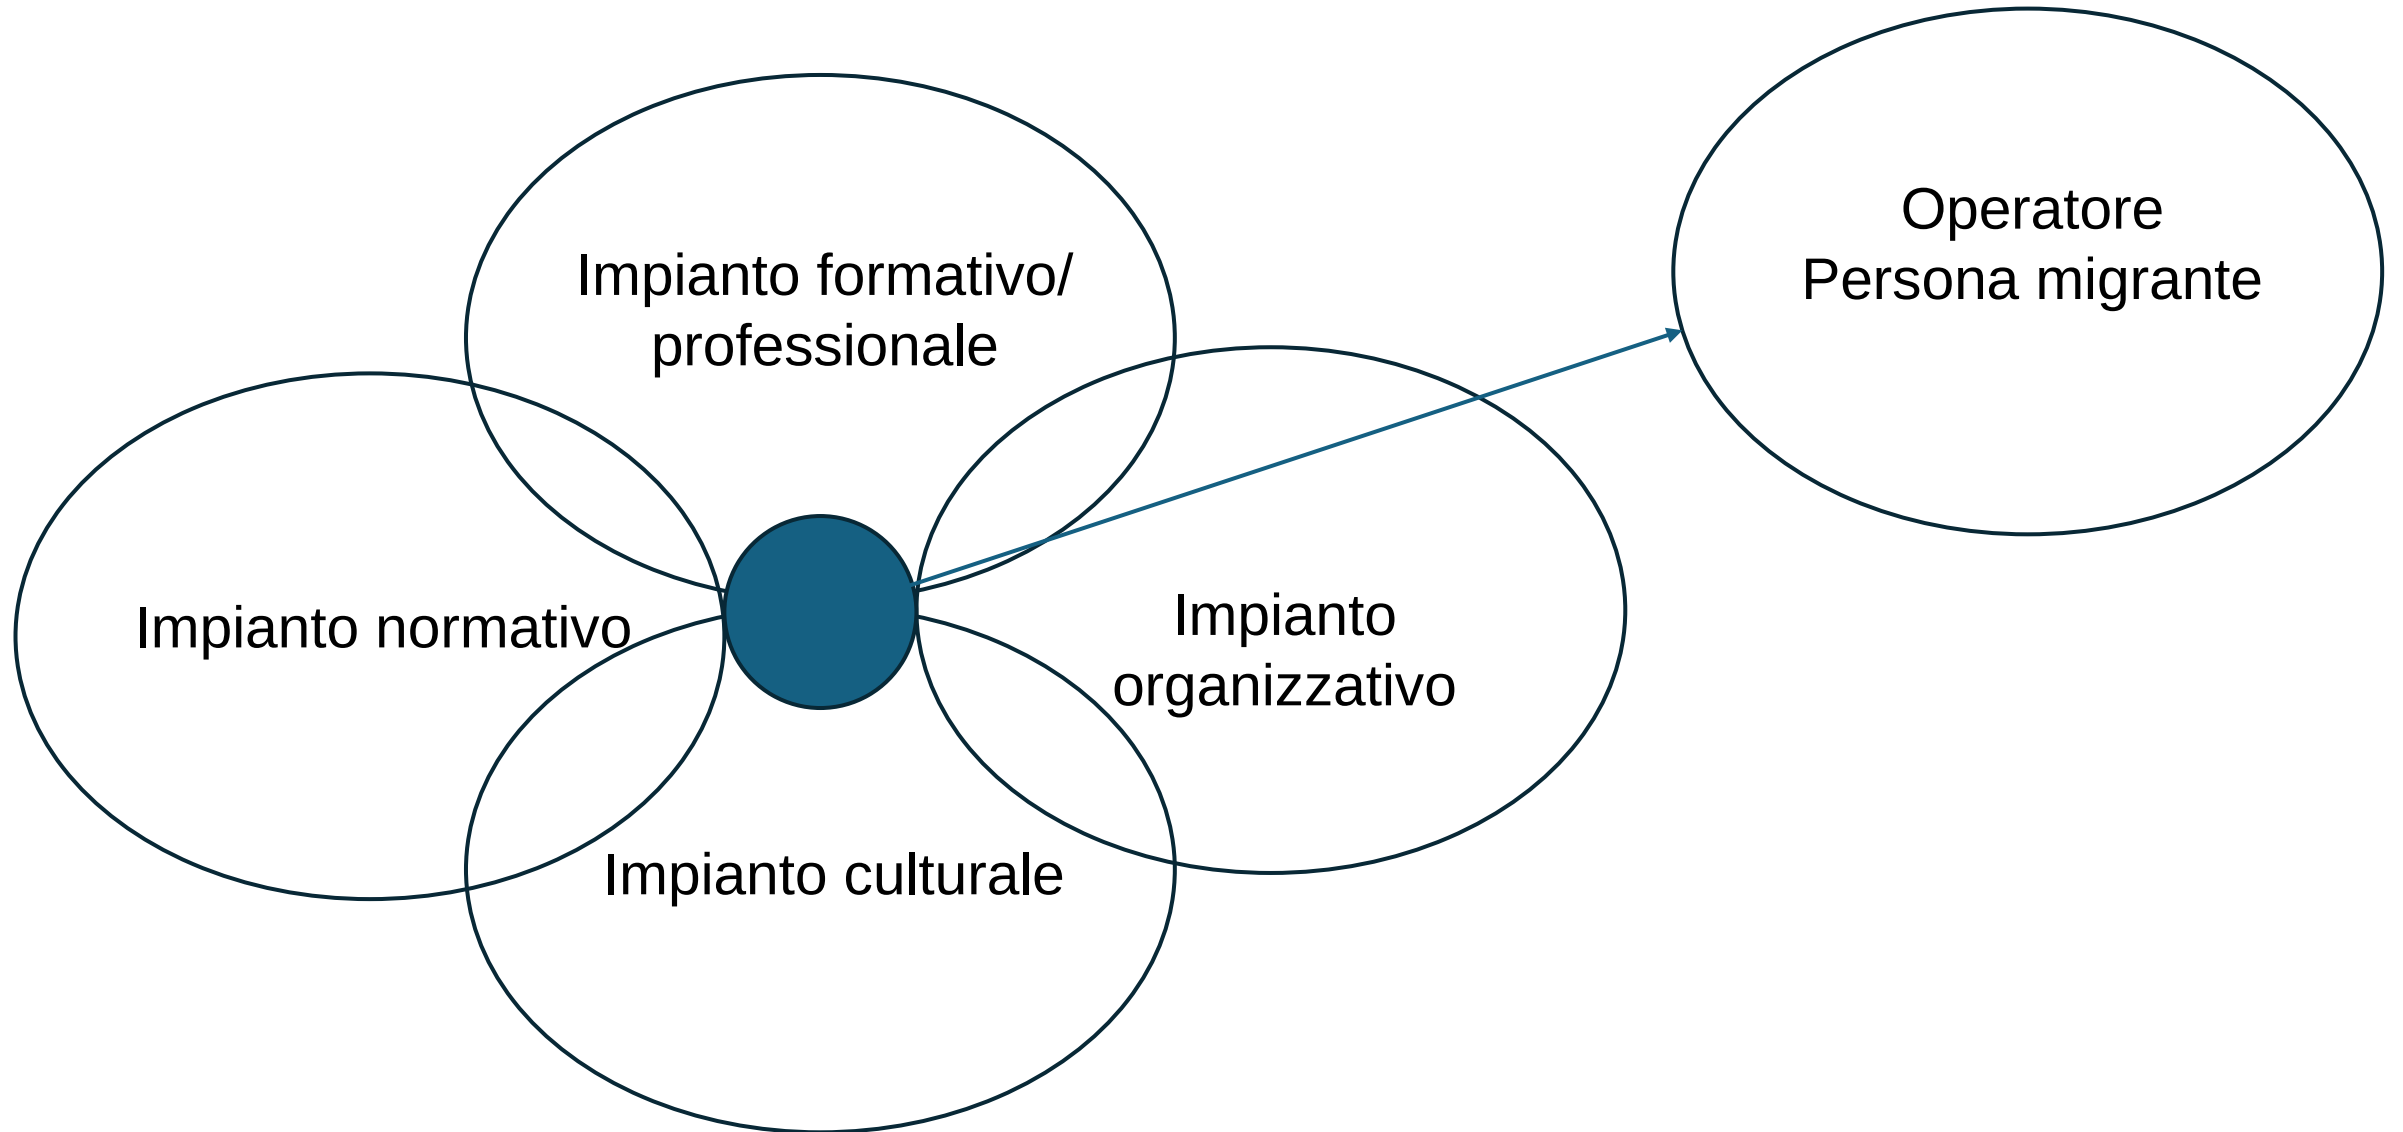 Operatore
Persona migrante
Impianto formativo/
professionale
Impianto normativo
Impianto
organizzativo
Impianto culturale